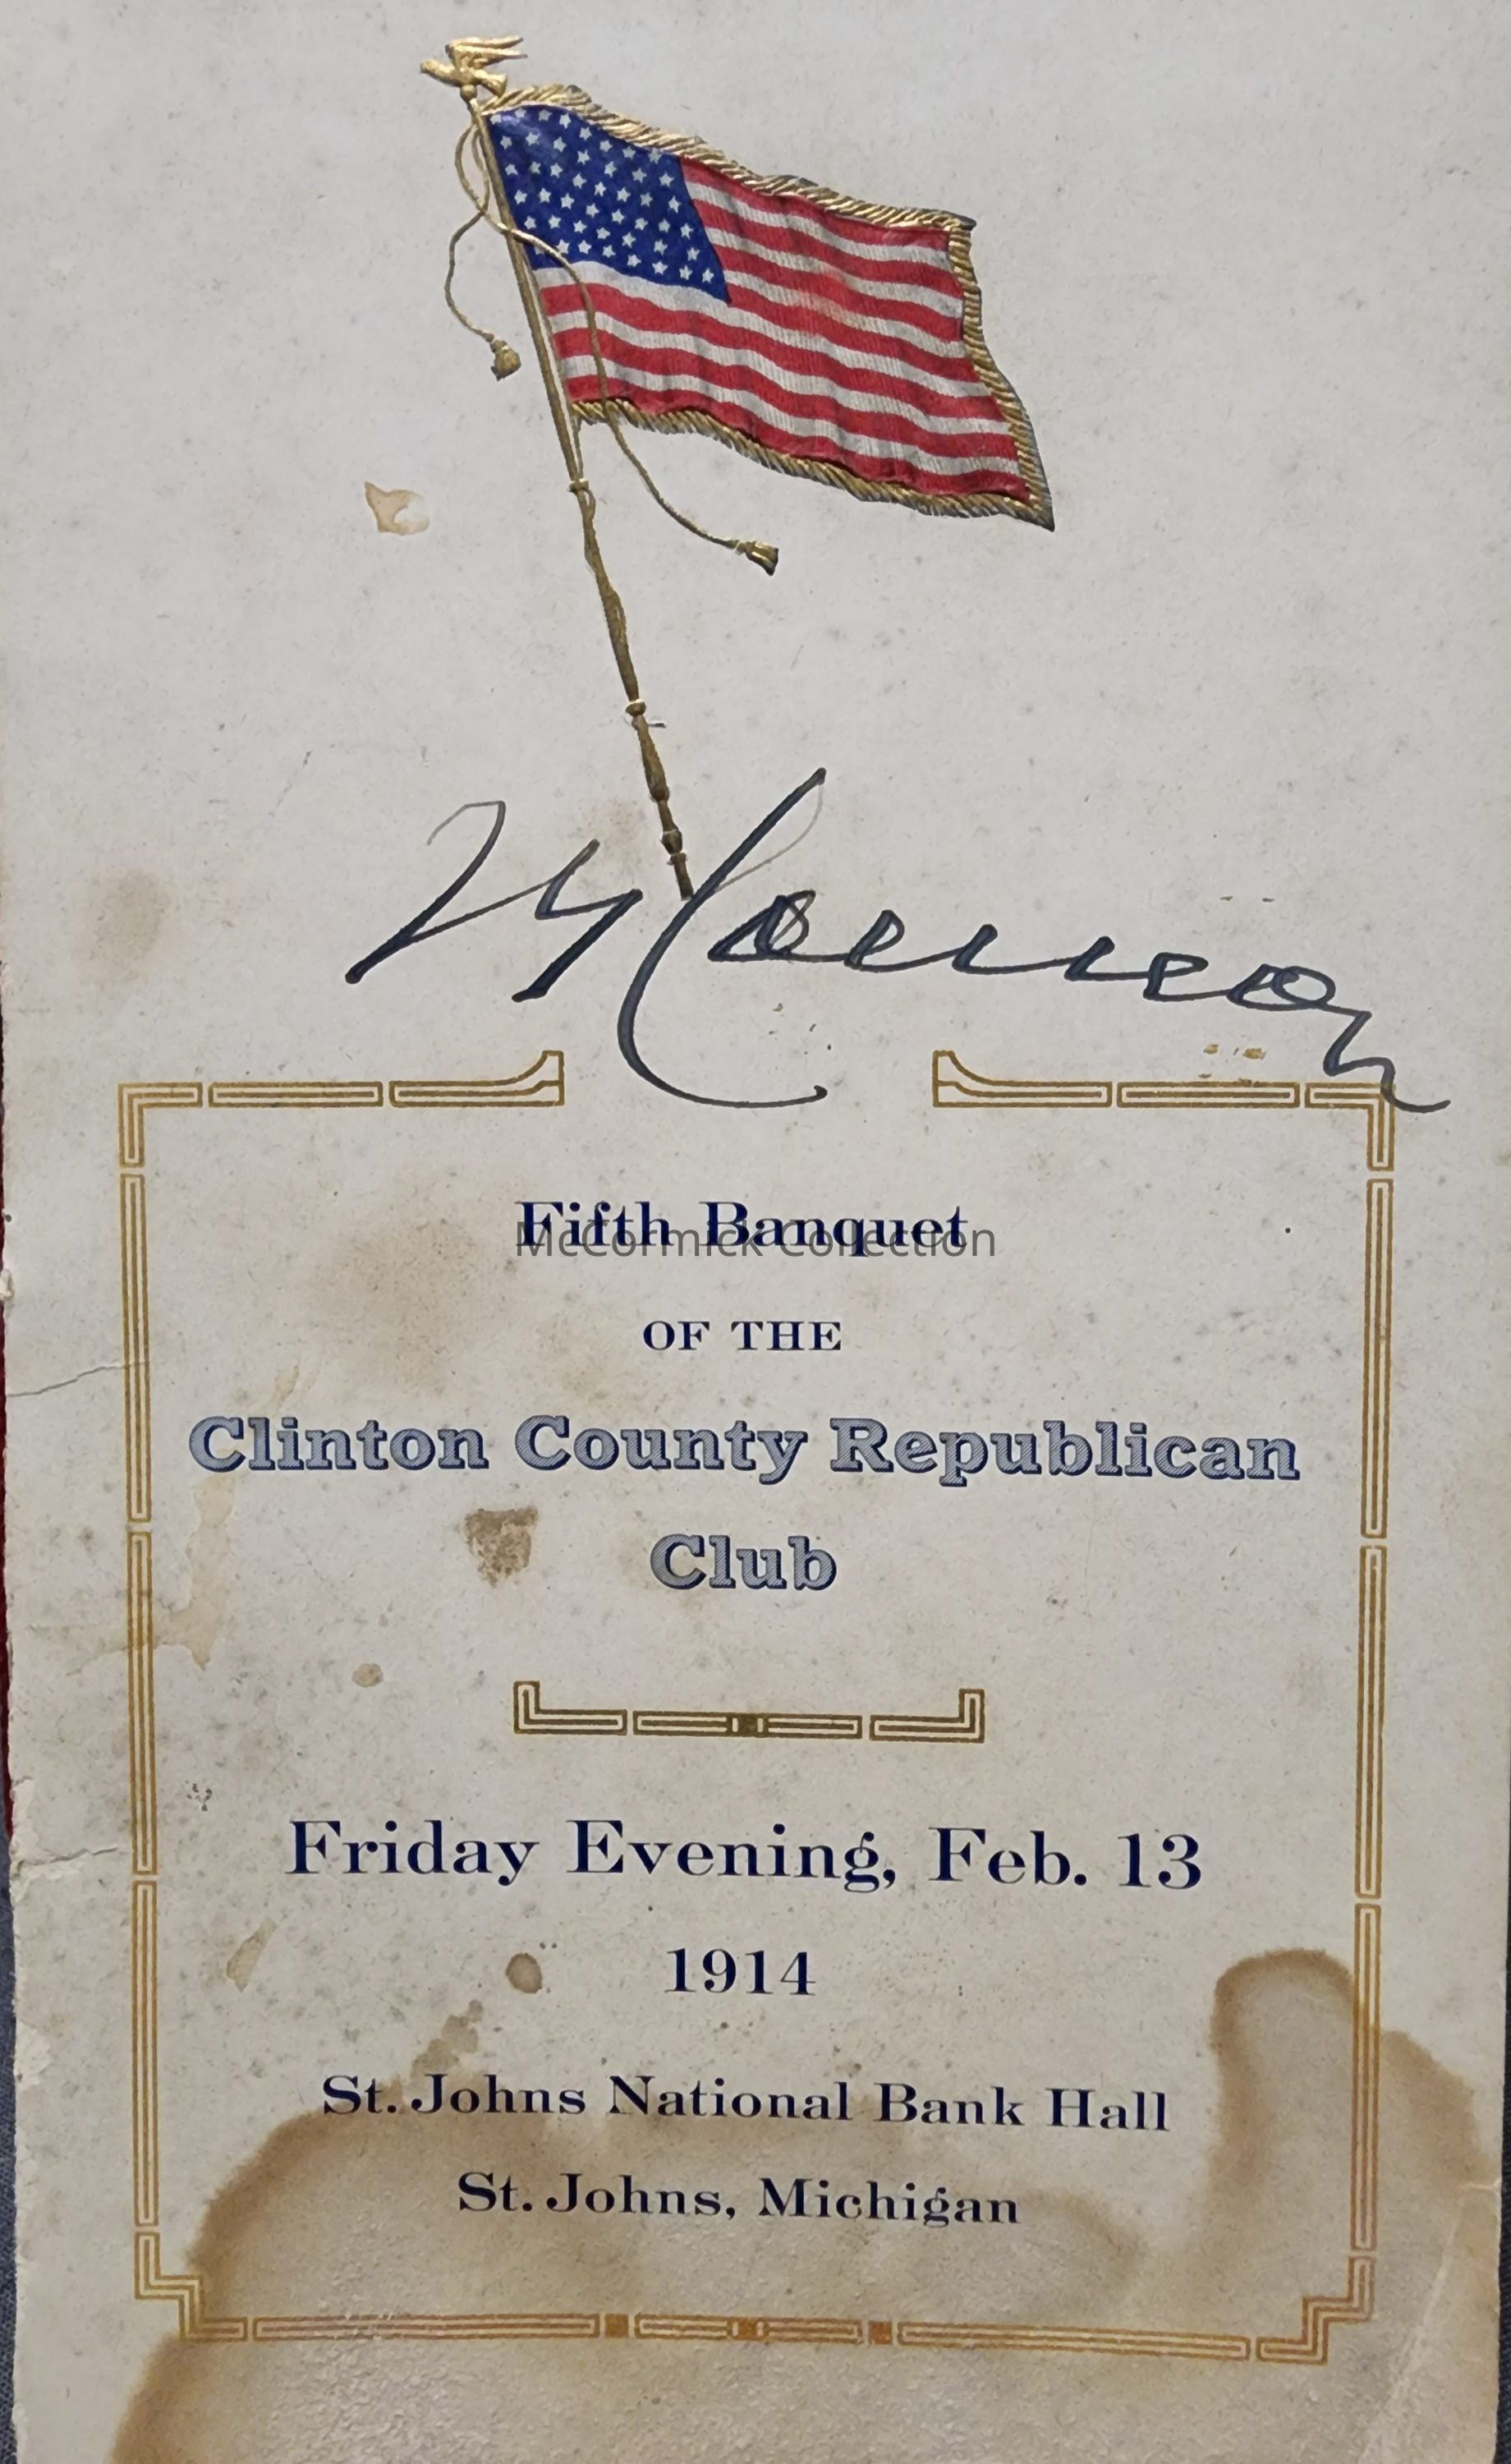 Fifth Banquet
McCormick Collection
OF THE
Clinton County Republican
Club
Friday Evening, Feb. 13
1914
St. Johns National Bank Hall
St. Johns, Michigan